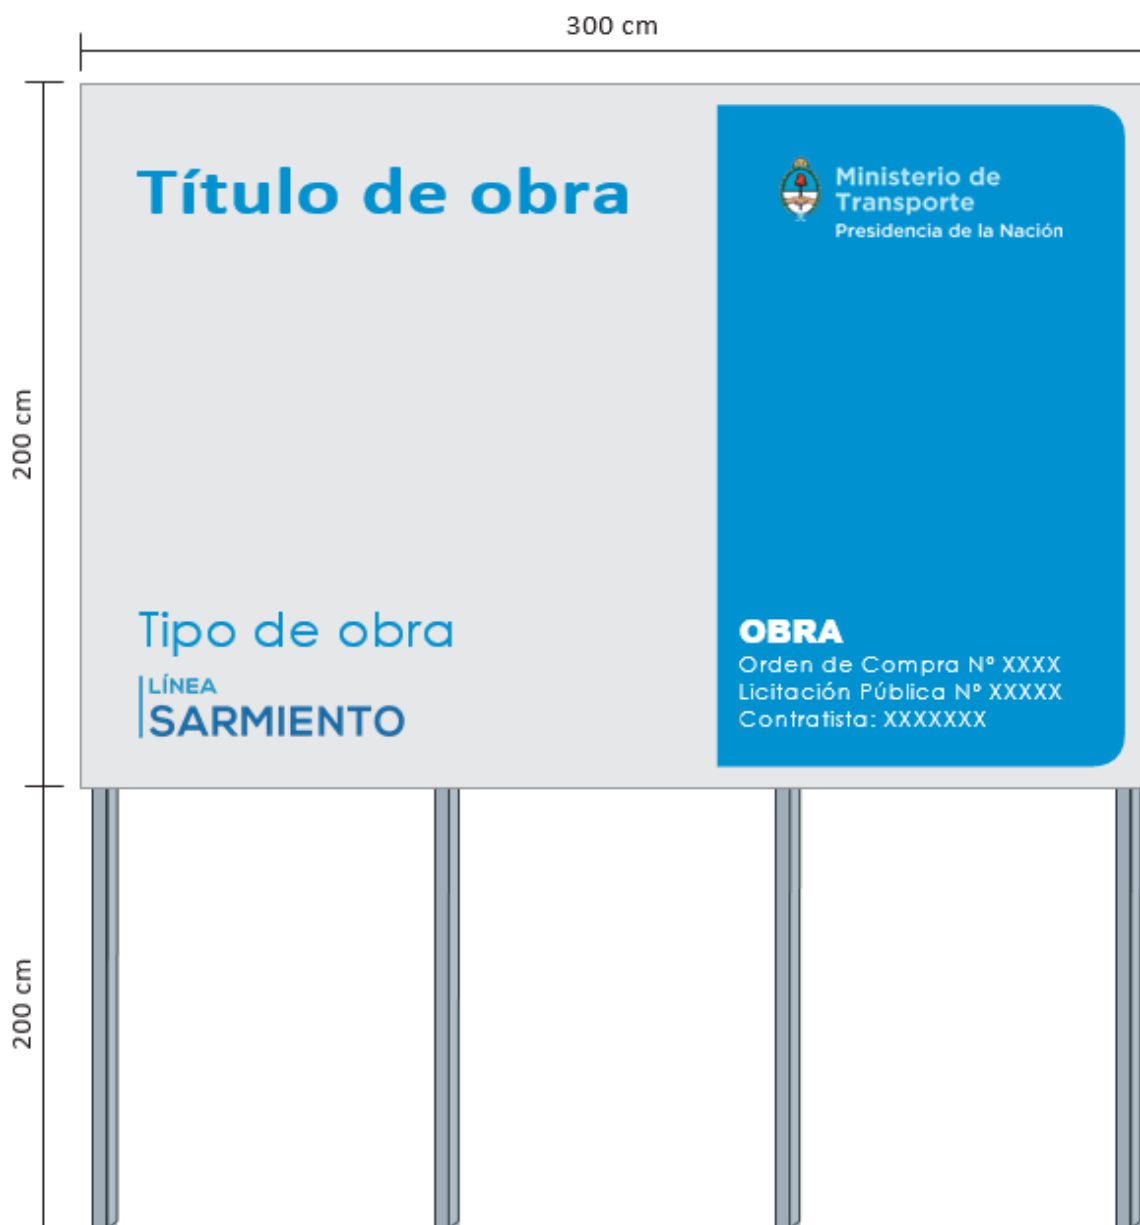 300 cm
200 cm
Título de obra
Ministerio de
Transporte
Presidencia de la Nación
Tipo de obra
LÍNEA
SARMIENTO
OBRA
Orden de Compra Nº XXXX
Licitación Pública Nº XXXXX
Contratista: XXXXXXX
200 cm